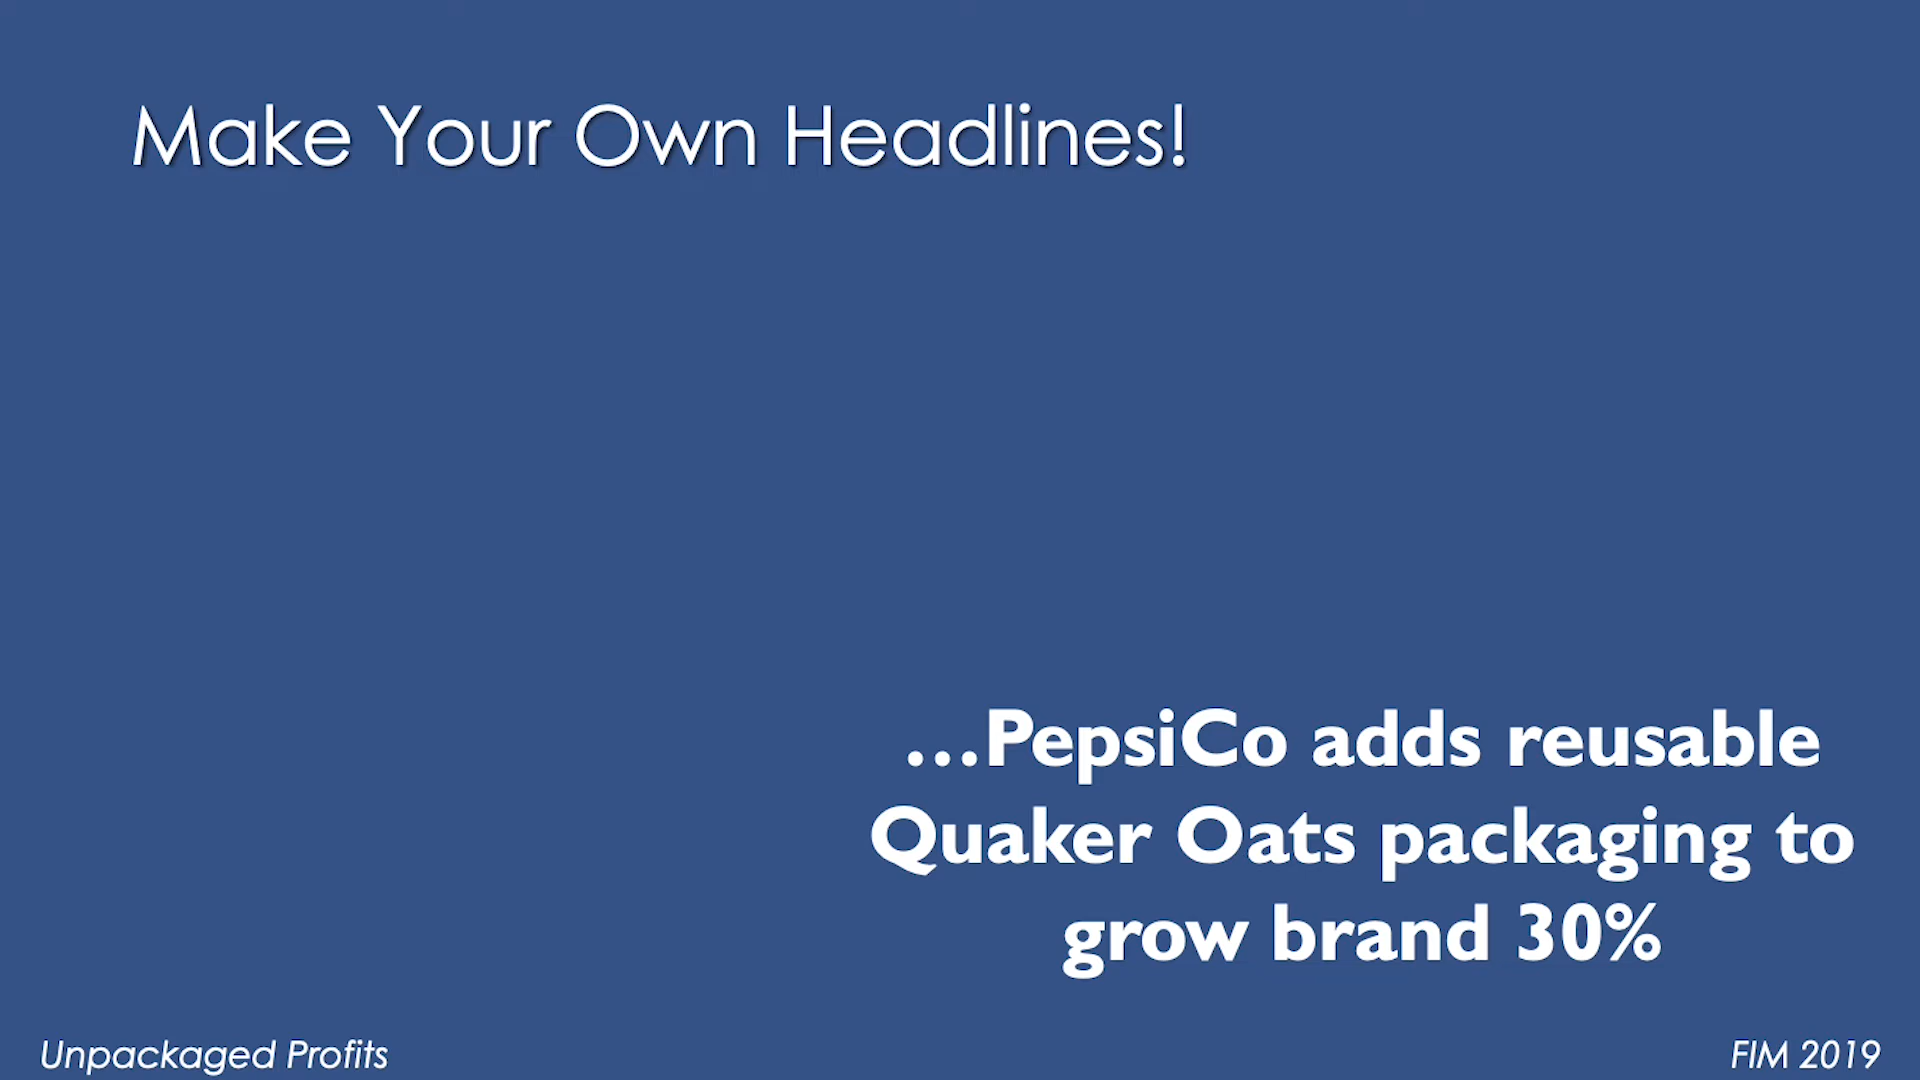 Make Your Own Headlines!
...PepsiCo adds reusable
Quaker Oats packaging to
grow brand 30%
Unpackaged Profits
FIM 2019